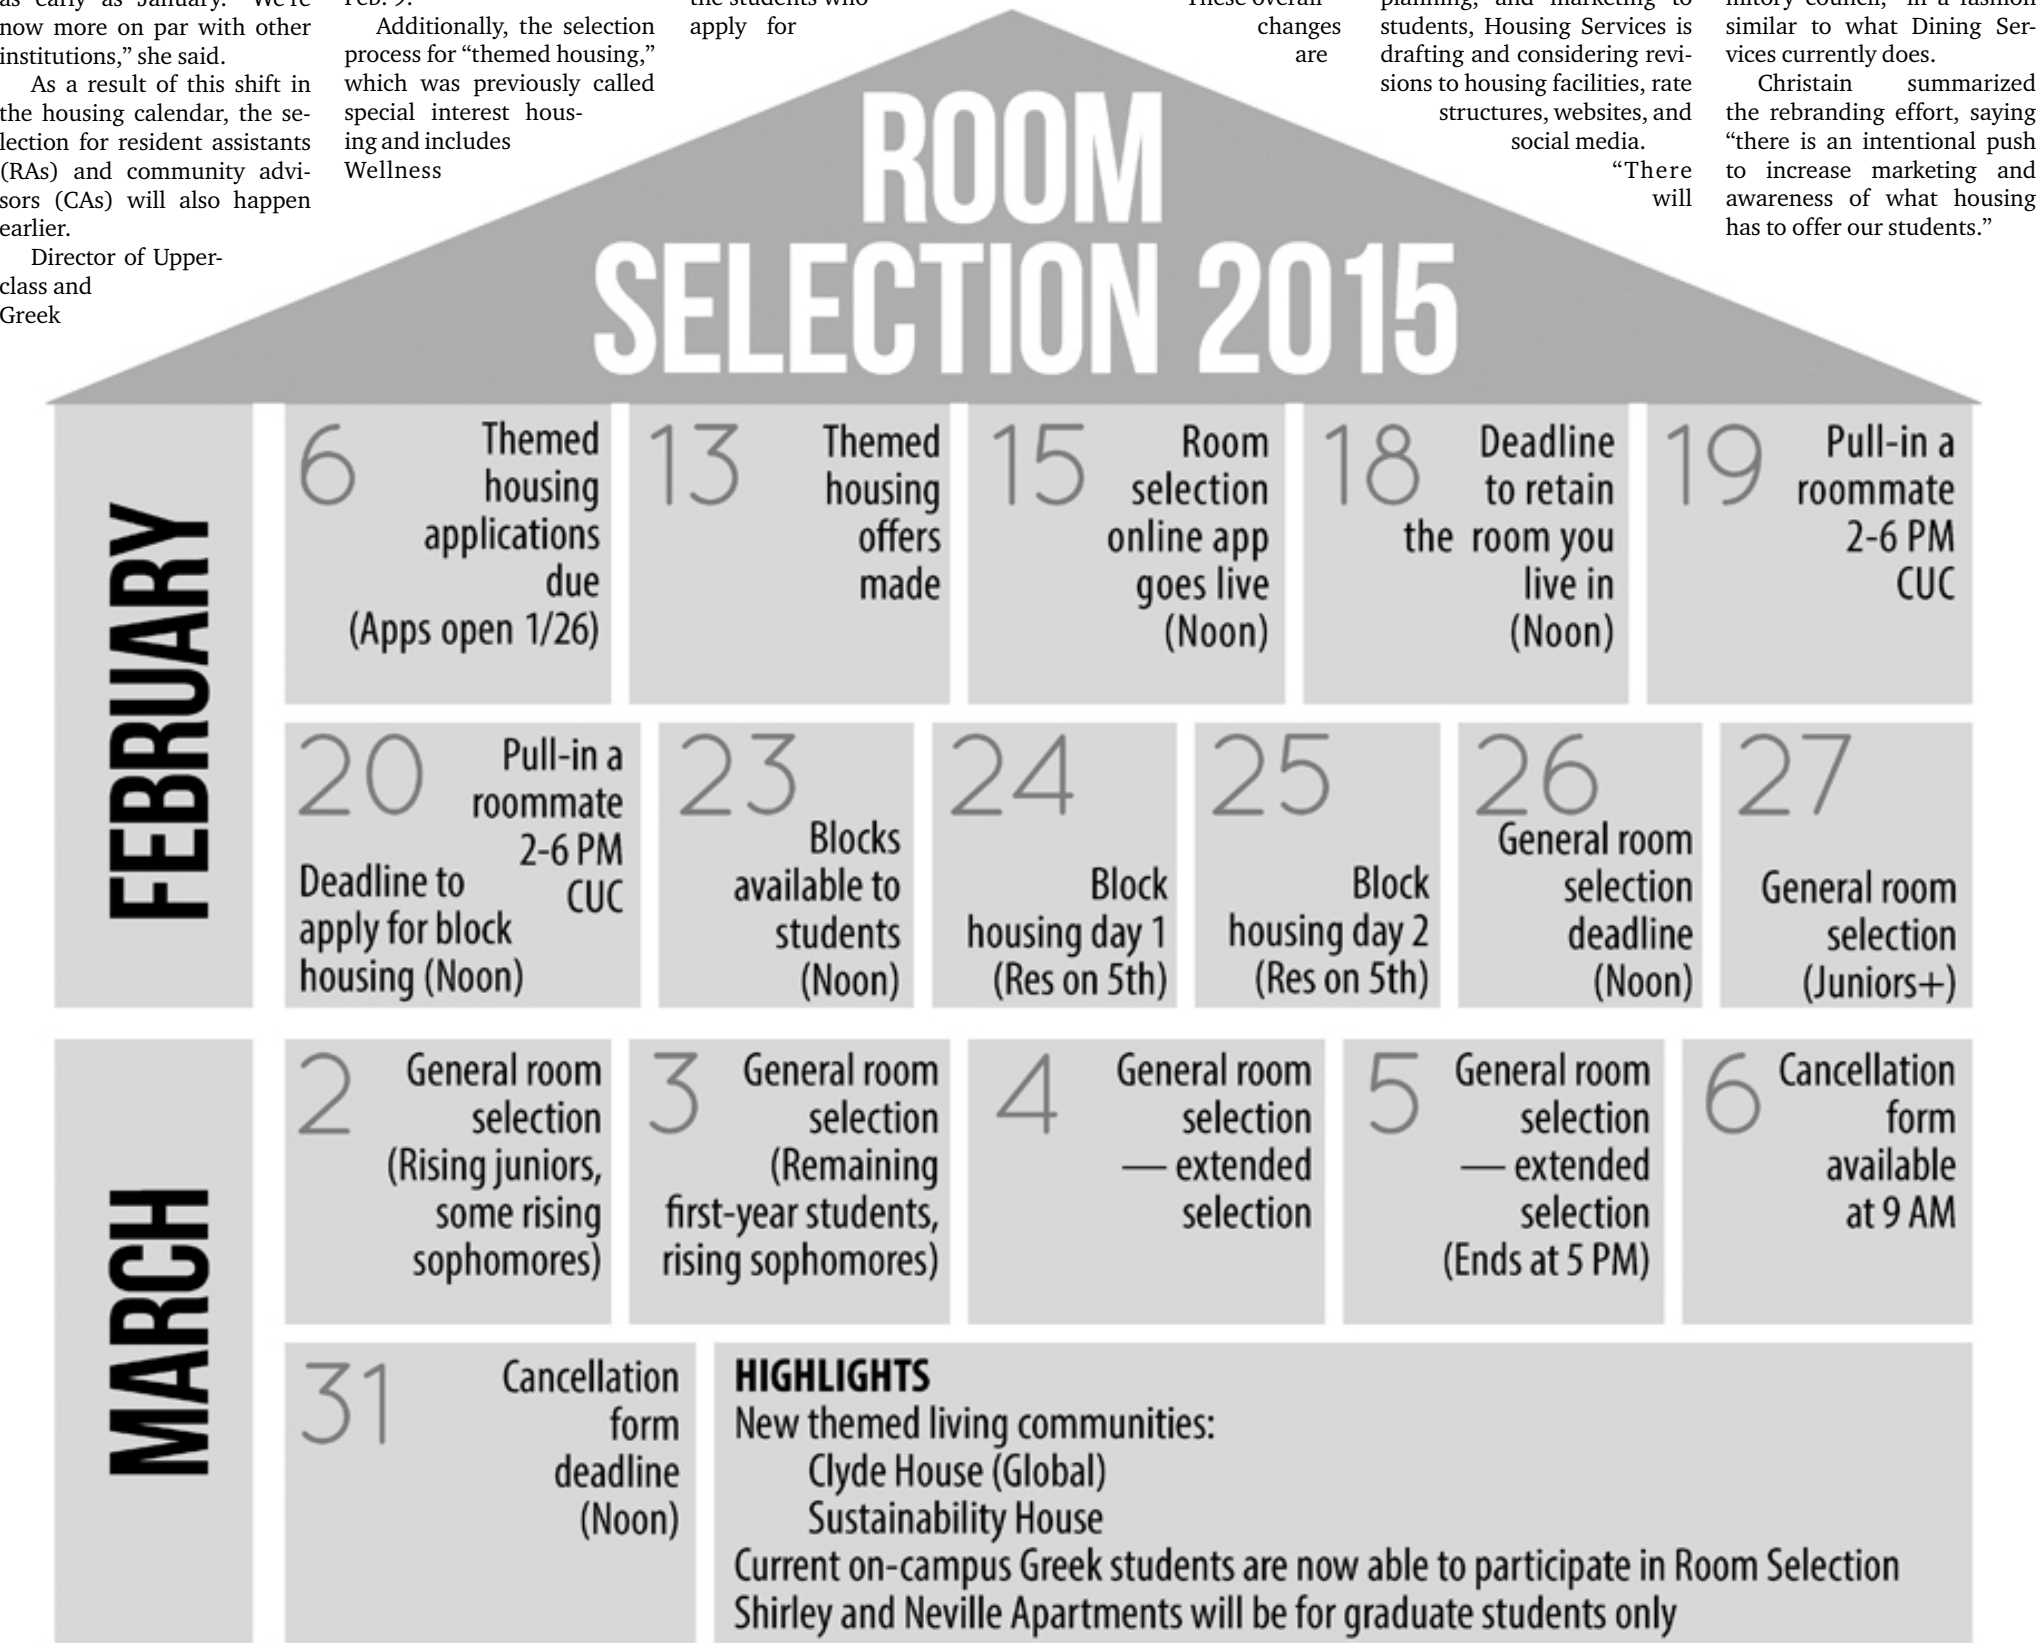 as early as January. “We’re
now more on par with other
institutions,” she said.
As a result of this shift in
the housing calendar, the se-
lection for resident assistants
(RAs) and community advi-
sors (CAs) will also happen
earlier.
Director of Upper-
class and
Greek
Feb. 9.
Additionally, the selection
process for “themed housing,”
which was previously called
special interest hous-
ing and includes
Wellness
the students who
apply for
These overall
changes
are
planning, and marketing to
students, Housing Services is
drafting and considering revi-
sions to housing facilities, rate
structures, websites, and
social media.
“There
will
mitory council, “in a fashion
similar to what Dining Ser-
vices currently does.
Christain summarized
the rebranding effort, saying
“there is an intentional push
to increase marketing and
awareness of what housing
has to offer our students.”
ROOM
SELECTION 2015
FEBRUARY
6
Themed
housing
applications
due
(Apps open 1/26)
13
Themed
housing
offers
made
15
Room
selection
online app
goes live
(Noon)
18
Deadline
to retain
the room you
live in
(Noon)
19
Pull-in a
roommate
2-6 PM
CUC
20
Pull-in a
roommate
2-6 PM
CUC
Deadline to
apply for block
housing (Noon)
23
Blocks
available to
students
(Noon)
24
Block
housing day 1
(Res on 5th)
25
Block
housing day 2
(Res on 5th)
26
General room
selection
deadline
(Noon)
27
General room
selection
(Juniors+)
MARCH
2
General room
selection
(Rising juniors,
some rising
sophomores)
3
General room
selection
(Remaining
first-year students,
rising sophomores)
4
General room
selection
— extended
selection
5
General room
selection
— extended
selection
(Ends at 5 PM)
6
Cancellation
form
available
at 9 AM
31
Cancellation
form
deadline
(Noon)
HIGHLIGHTS
New themed living communities:
Clyde House (Global)
Sustainability House
Current on-campus Greek students are now able to participate in Room Selection
Shirley and Neville Apartments will be for graduate students only